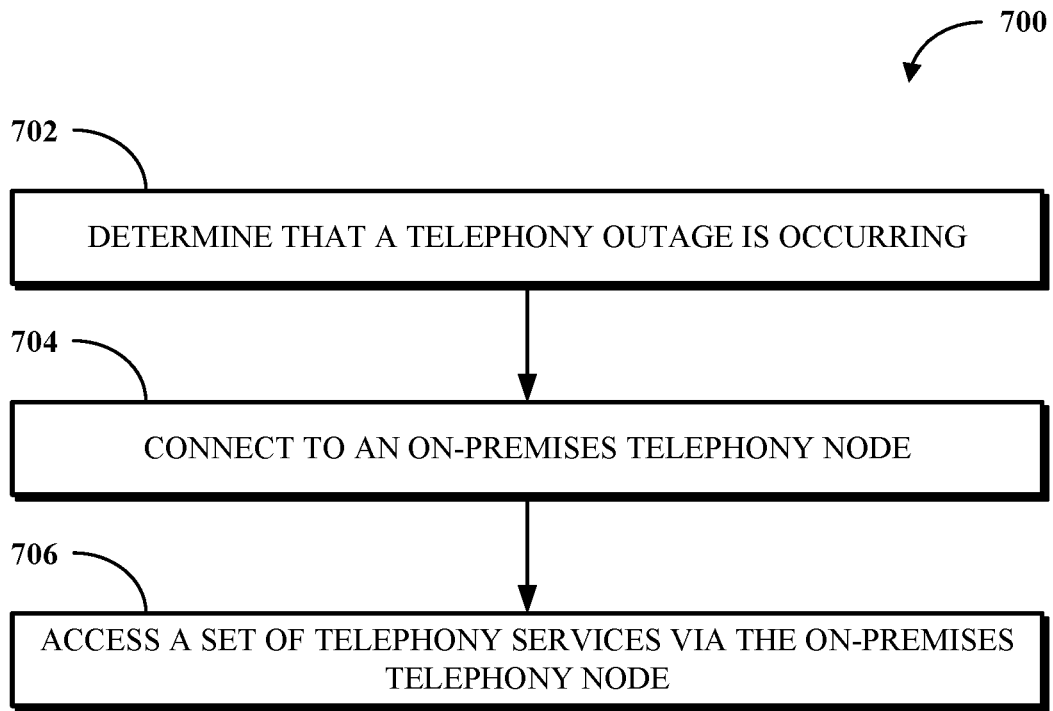 700
702
DETERMINE THAT A TELEPHONY OUTAGE IS OCCURRING
704
CONNECT TO AN ON-PREMISES TELEPHONY NODE
706
ACCESS A SET OF TELEPHONY SERVICES VIA THE ON-PREMISES
TELEPHONY NODE